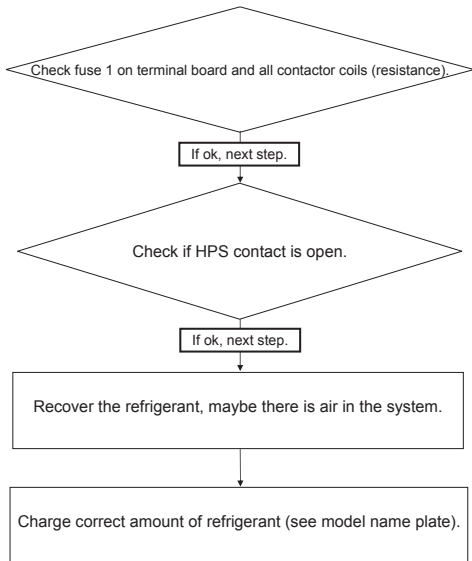 Check fuse 1 on terminal board and all contactor coils (resistance).
If ok, next step.
Check if HPS contact is open.
If ok, next step.
Recover the refrigerant, maybe there is air in the system.
Charge correct amount of refrigerant (see model name plate).